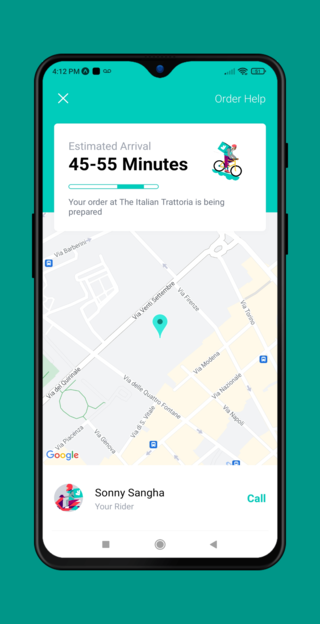 4:12 PM
Order Help
Estimated Arrival
45-55 Minutes
Your order at The Italian Trattoria is being
prepared
Via Barberini
Via Venti Settembre
Via Firenze
Via Torino
Via del Quirinale
Via Modena
Via delle Quattro Fontane
Via Nazionale
Via Napoli
Via di S. Vitale
Via Piacenza
Via Genova
Google
Sonny Sangha
Your Rider
Call